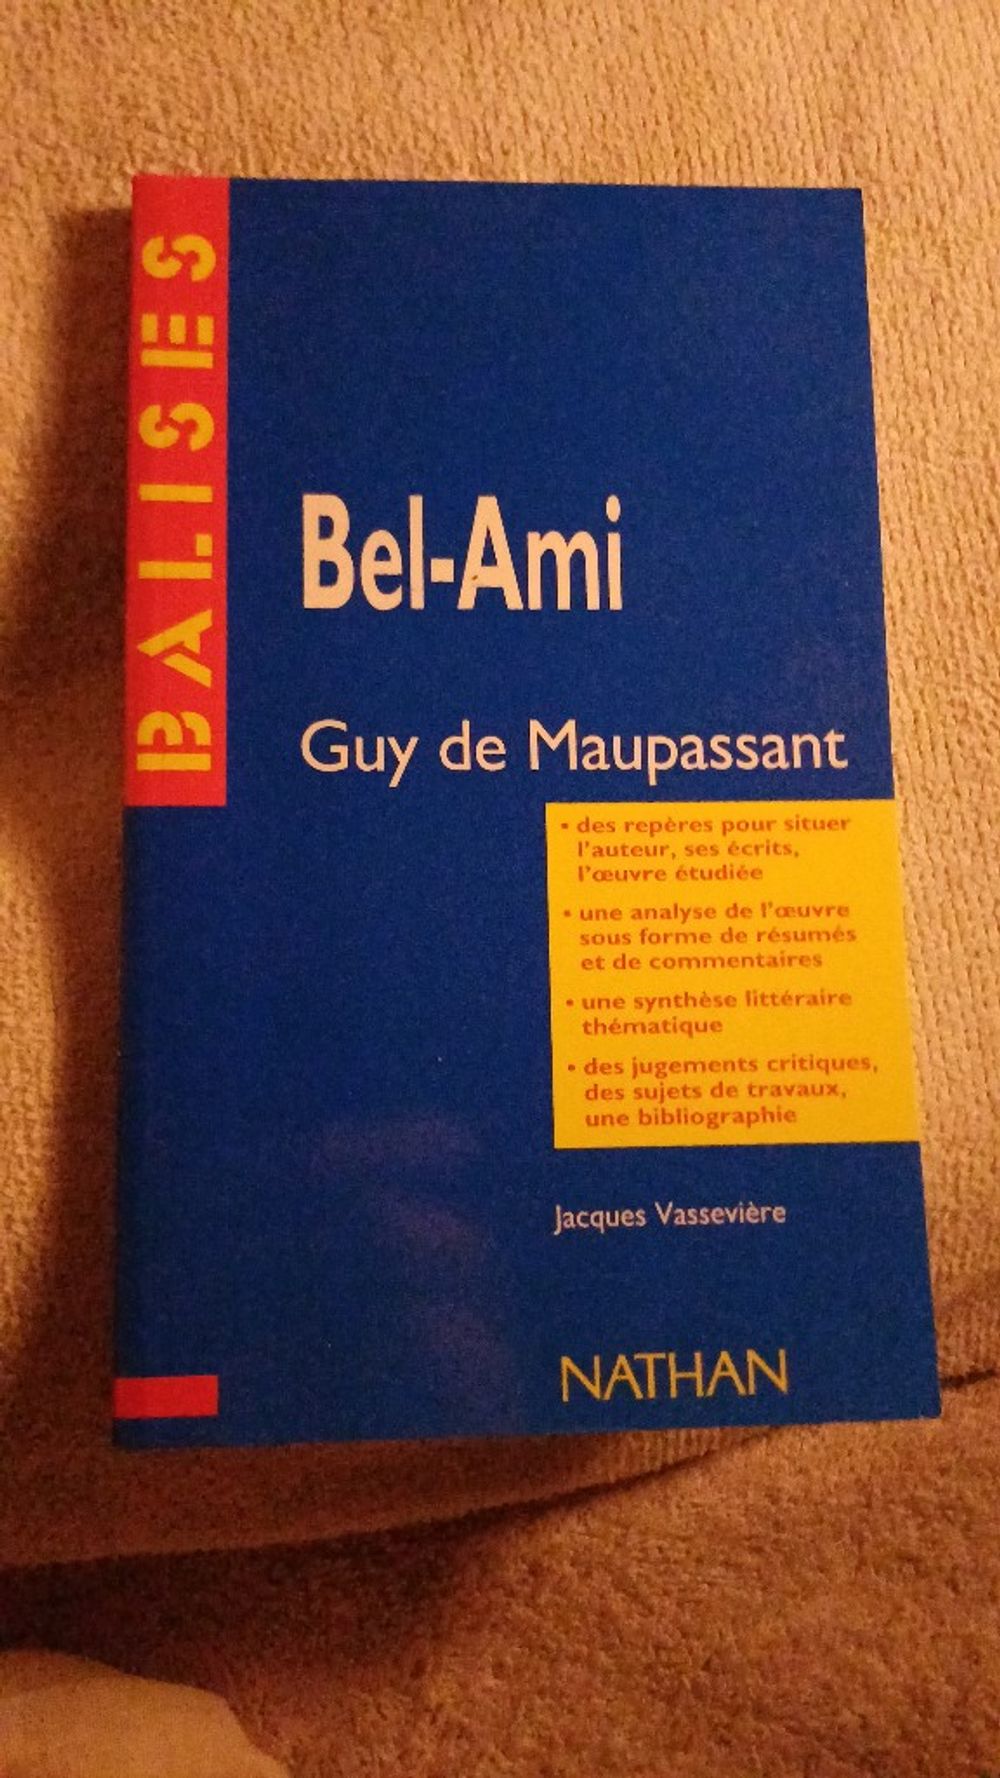 BALISES
Bel-Ami
Guy de Maupassant
• des repères pour situer
l'auteur, ses écrits,
l'œuvre étudiée
• une analyse de l'œuvre
sous forme de résumés
et de commentaires
• une synthèse littéraire
thématique
• des jugements critiques,
des sujets de travaux,
une bibliographie
Jacques Vassevière
NATHAN